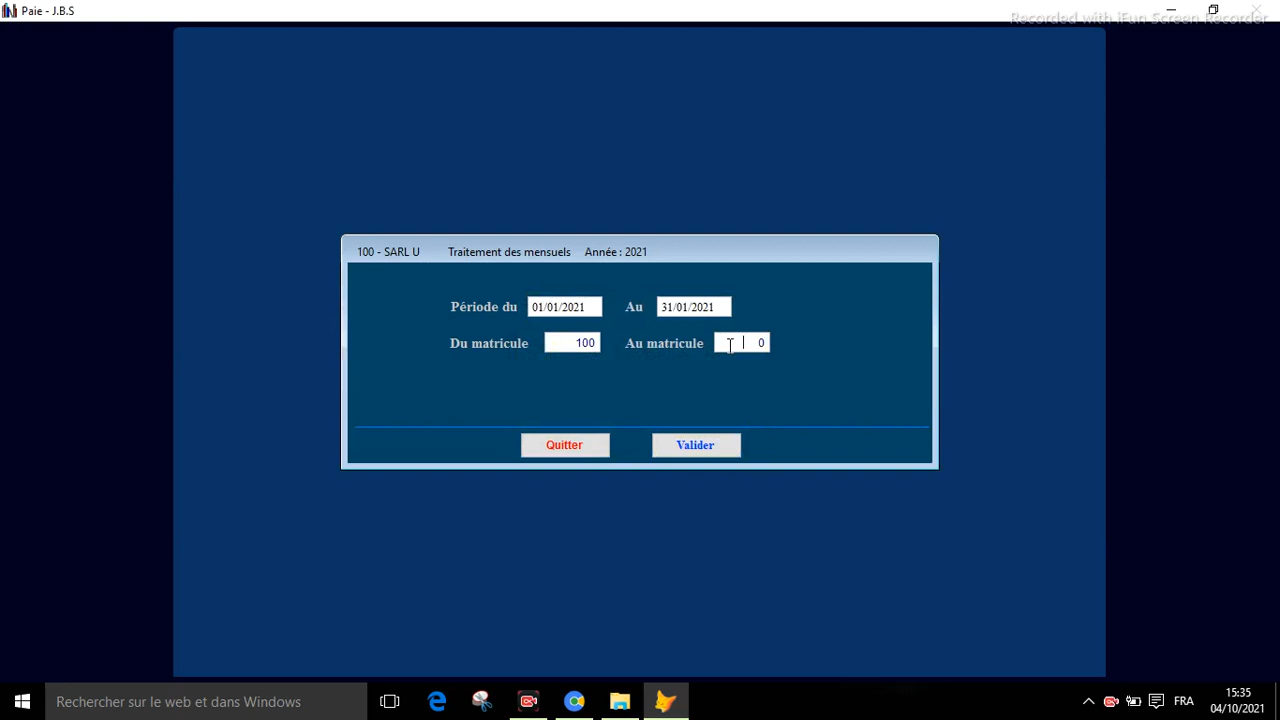 Paie - J.B.S
Recorded with iFun Screen Recorder
100 - SARL U Traitement des mensuels Année : 2021
Période du 01/01/2021 Au 31/01/2021
Du matricule 100 Au matricule 0
Quitter Valider
Rechercher sur le web et dans Windows
FRA
15:35
04/10/2021